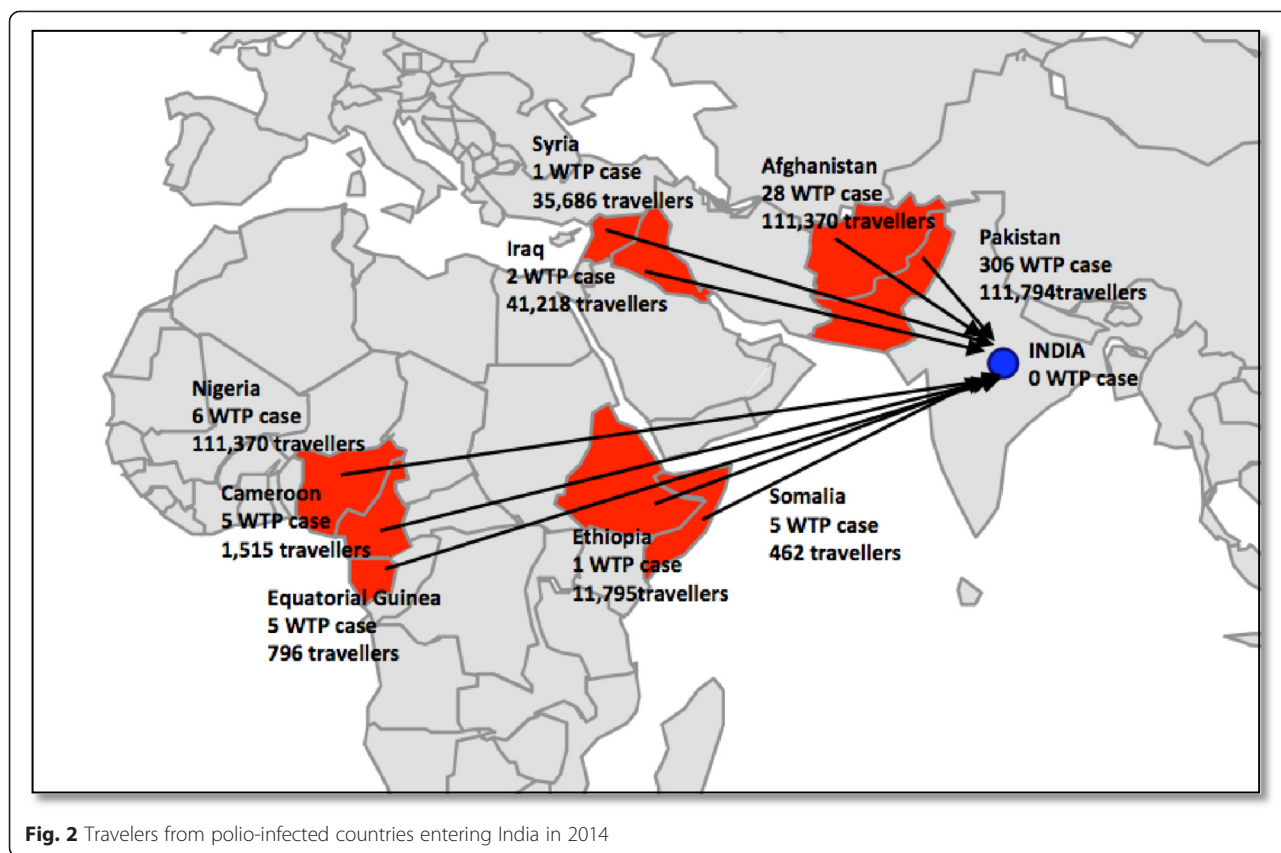 Syria
1 WTP case
35,686 travellers
Afghanistan
28 WTP case
111,370 travellers
Iraq
2 WTP case
41,218 travellers
Pakistan
306 WTP case
111,794travellers
INDIA
0 WTP case
Nigeria
6 WTP case
111,370 travellers
Cameroon
5 WTP case
1,515 travellers
Equatorial Guinea
5 WTP case
796 travellers
Ethiopia
1 WTP case
11,795travellers
Somalia
5 WTP case
462 travellers
Fig. 2 Travelers from polio-infected countries entering India in 2014